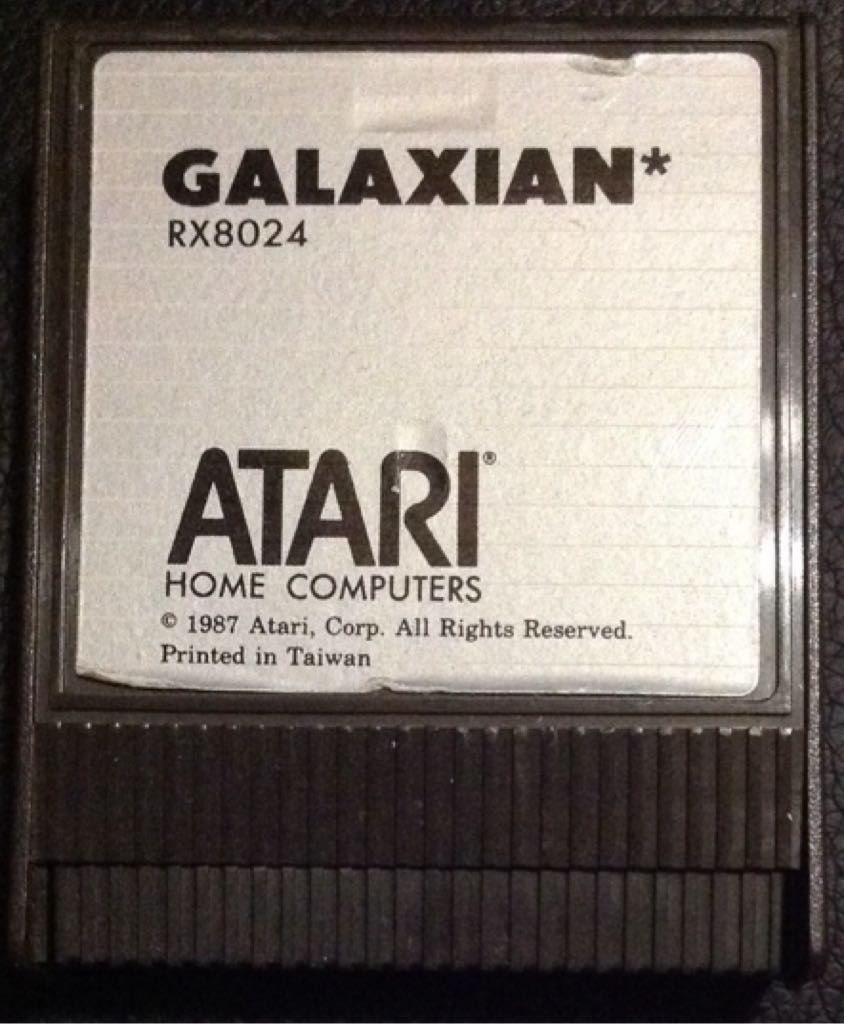 GALAXIAN*
RX8024
ATARI®
HOME COMPUTERS
© 1987 Atari, Corp. All Rights Reserved.
Printed in Taiwan